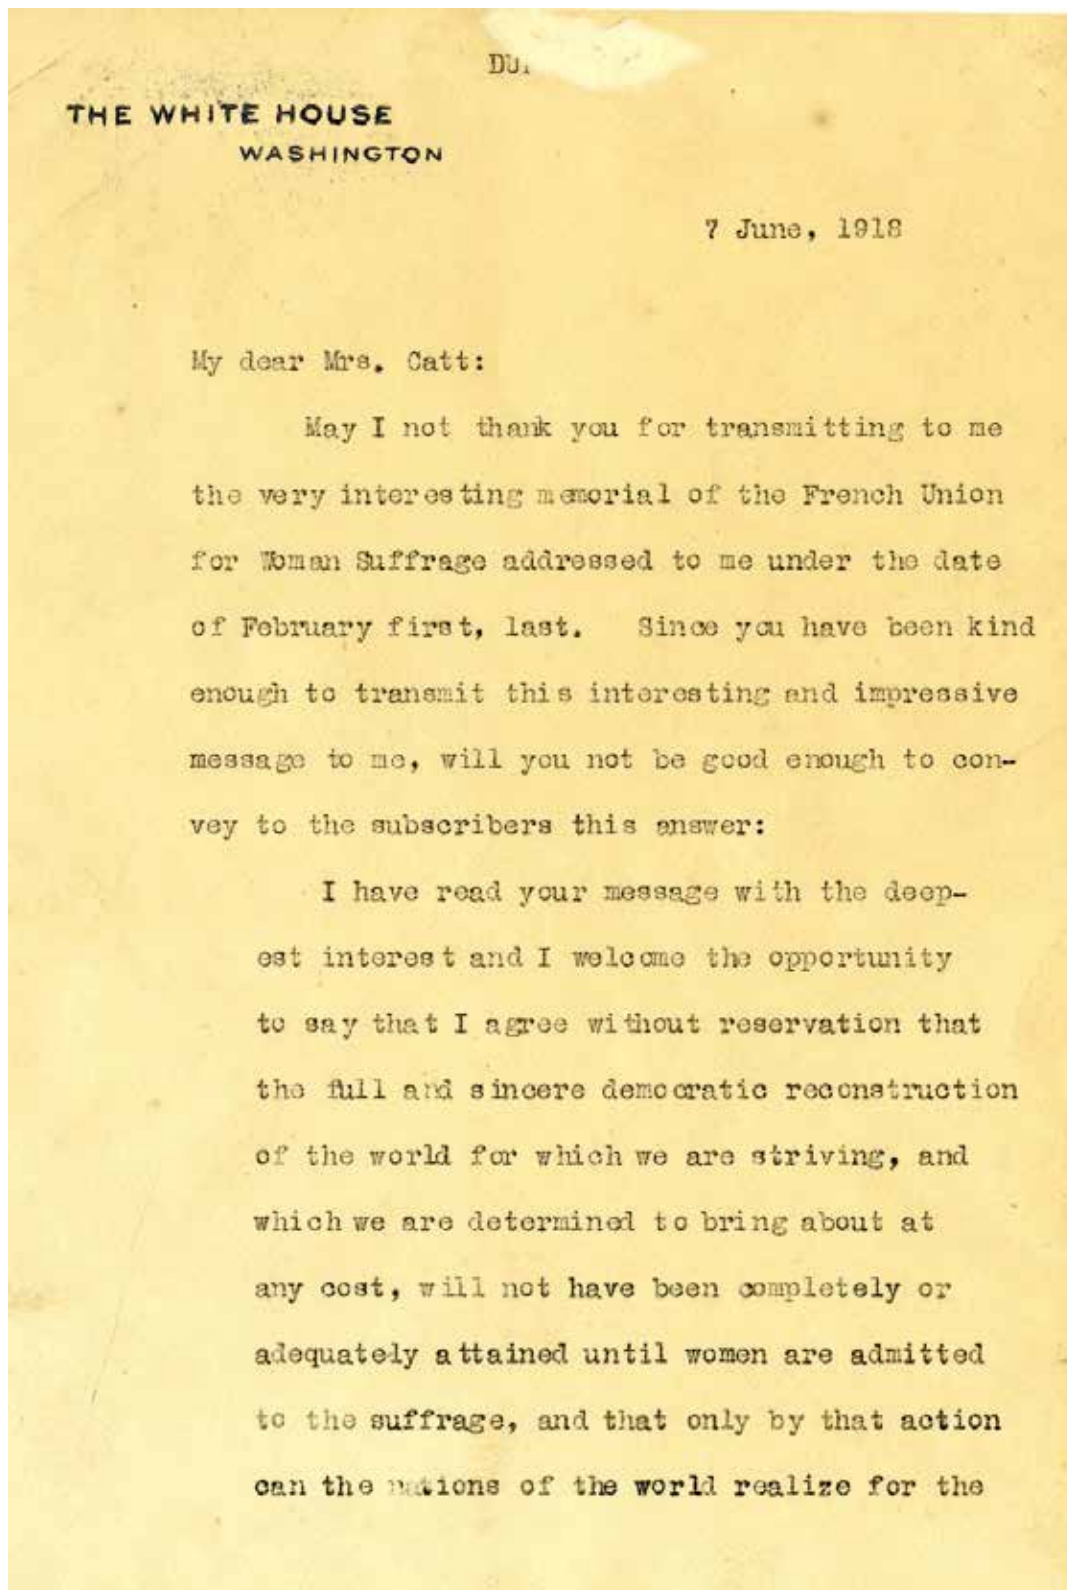 THE WHITE HOUSE
WASHINGTON
7 June, 1918
My dear Mrs. Catt:
May I not thank you for transmitting to me
the very interesting memorial of the French Union
for Woman Suffrage addressed to me under the date
of February first, last. Since you have been kind
enough to transmit this interesting and impressive
message to me, will you not be good enough to con-
vey to the subscribers this answer:
I have read your message with the deep-
est interest and I welcome the opportunity
to say that I agree without reservation that
the full and sincere democratic reconstruction
of the world for which we are striving, and
which we are determined to bring about at
any cost, will not have been completely or
adequately attained until women are admitted
to the suffrage, and that only by that action
can the nations of the world realize for the